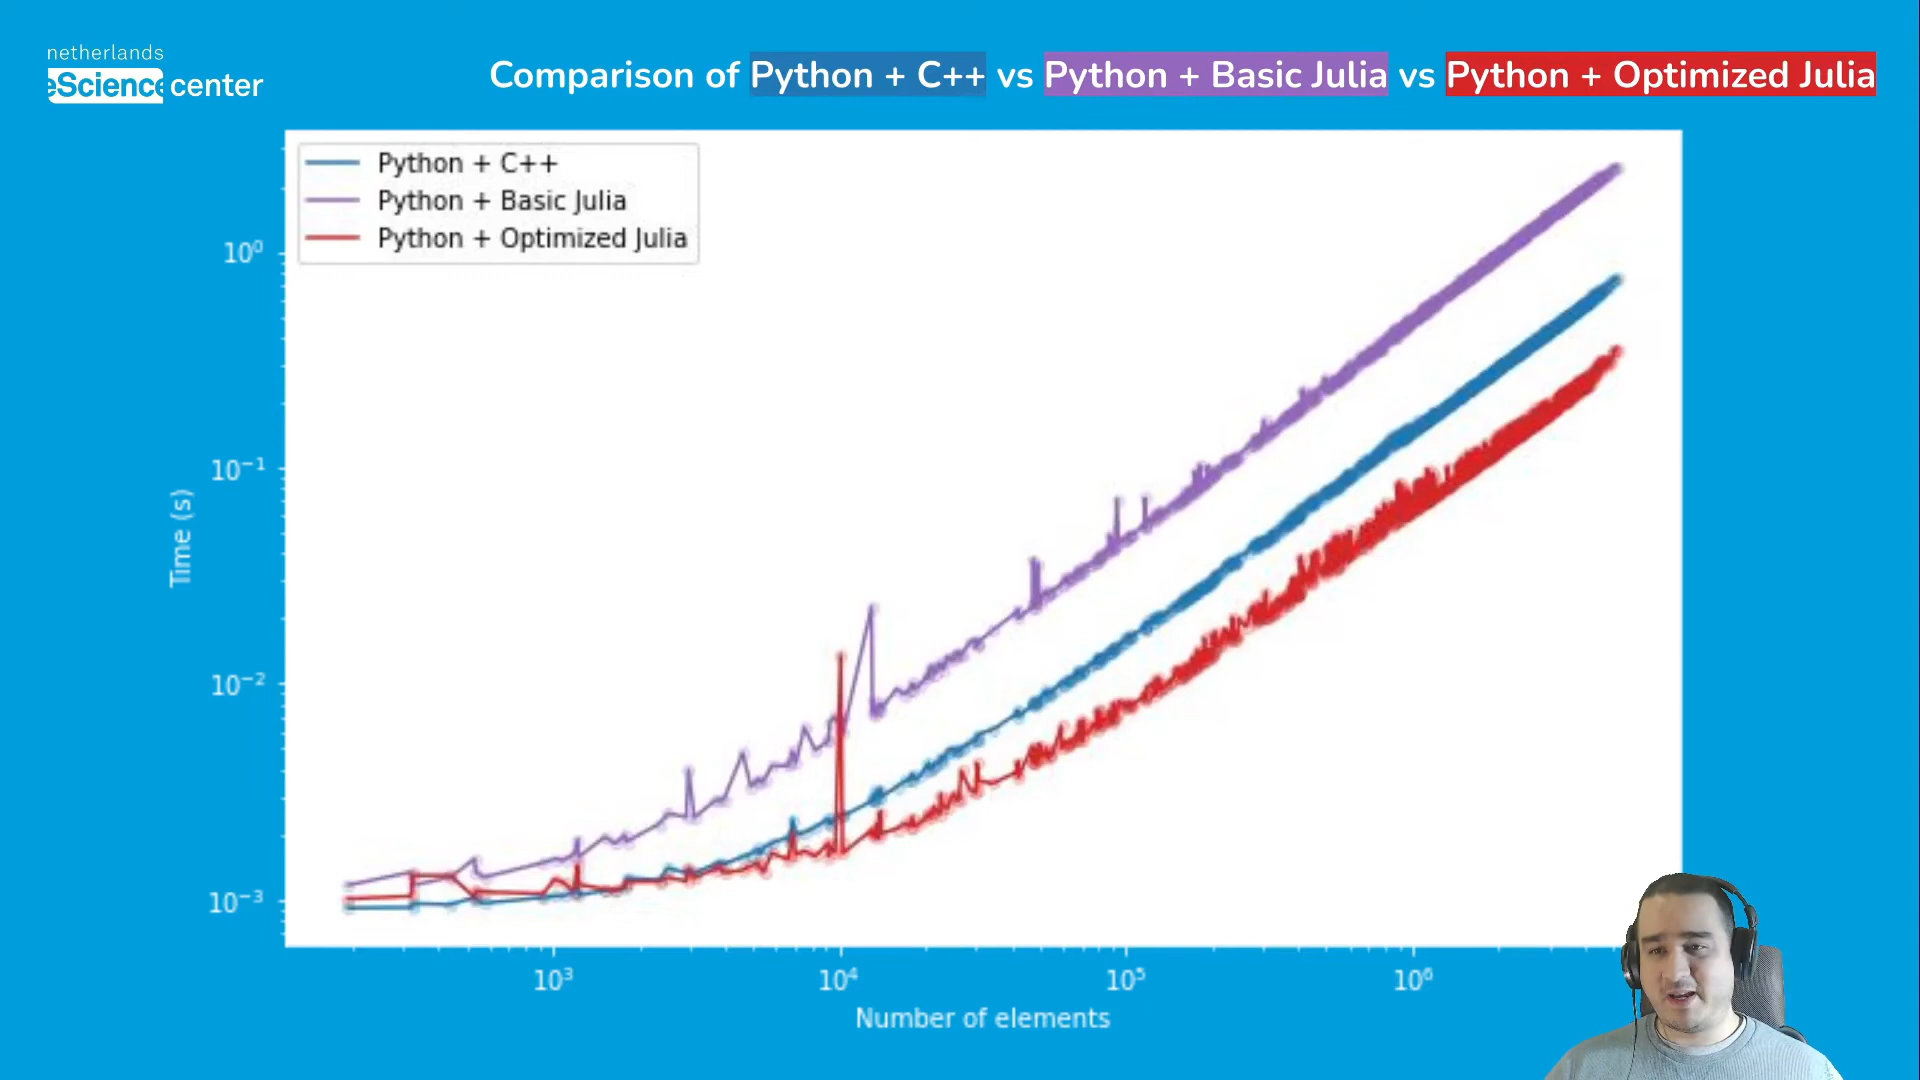 netherlands
eScience center
Comparison of Python + C++ vs Python + Basic Julia vs Python + Optimized Julia
Python + C++
Python + Basic Julia
Python + Optimized Julia
10⁰
10⁻¹
10⁻²
10⁻³
Time (s)
10³
10⁴
10⁵
10⁶
Number of elements